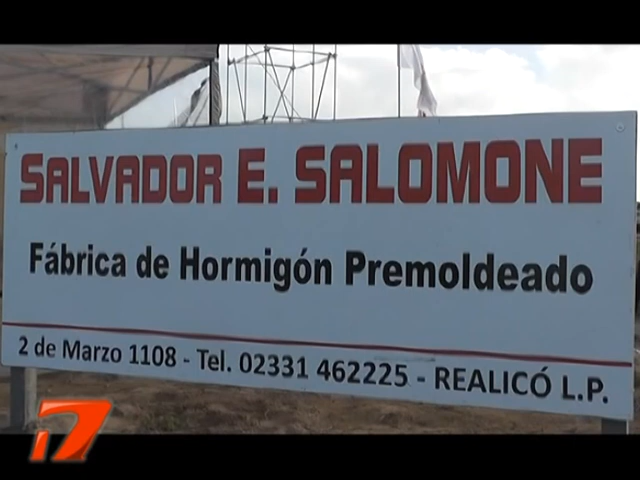 SALVADOR E. SALOMONE
Fábrica de Hormigón Premoldeado
2 de Marzo 1108 - Tel. 02331 462225 - REALICÓ L.P.